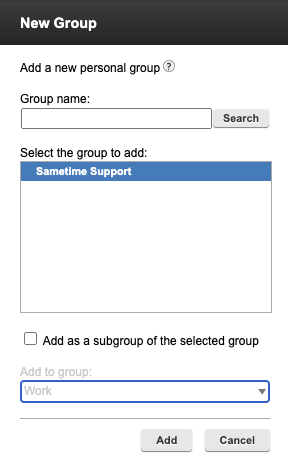 New Group
Add a new personal group ?
Group name:
Search
Select the group to add:
Sametime Support
Add as a subgroup of the selected group
Add to group:
Work
Add Cancel